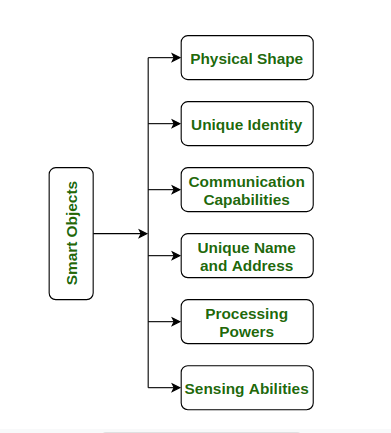 Physical Shape
Unique Identity
Communication
Capabilities
Smart Objects
Unique Name
and Address
Processing
Powers
Sensing Abilities